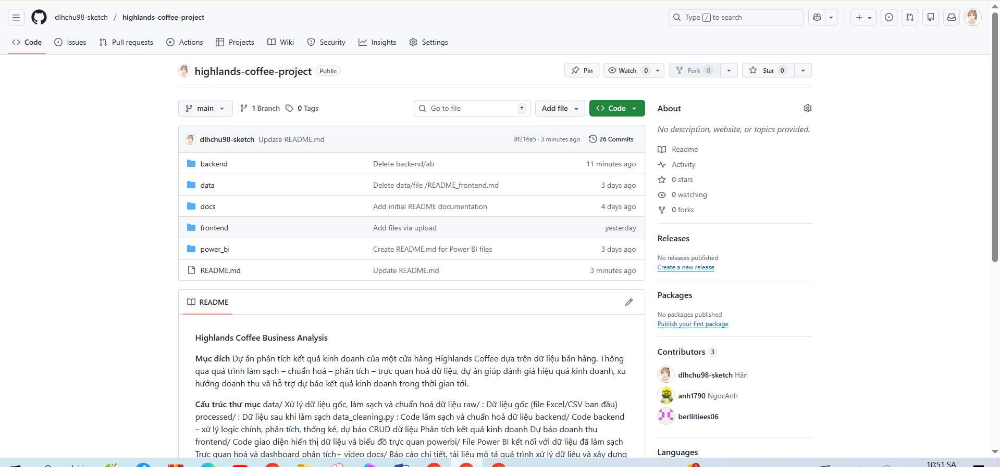 dlhchu98-sketch / highlands-coffee-project
Type / to search
Code Issues Pull requests Actions Projects Wiki Security Insights Settings
highlands-coffee-project Public
Pin Watch 0 Fork 0 Star 0
main 1 Branch 0 Tags
Go to file t
Add file
Code
dlhchu98-sketch Update README.md 8f216a5 · 3 minutes ago 26 Commits
backend Delete backend/ab 11 minutes ago
data Delete data/file /README_frontend.md 3 days ago
docs Add initial README documentation 4 days ago
frontend Add files via upload yesterday
power_bi Create README.md for Power BI files 3 days ago
README.md Update README.md 3 minutes ago
README
Highlands Coffee Business Analysis
Mục đích Dự án phân tích kết quả kinh doanh của một cửa hàng Highlands Coffee dựa trên dữ liệu bán hàng. Thông
qua quá trình làm sạch – chuẩn hoá – phân tích – trực quan hoá dữ liệu, dự án giúp đánh giá hiệu quả kinh doanh, xu
hướng doanh thu và hỗ trợ dự báo kết quả kinh doanh trong thời gian tới.
Cấu trúc thư mục data/ Xử lý dữ liệu gốc, làm sạch và chuẩn hoá dữ liệu raw/ : Dữ liệu gốc (file Excel/CSV ban đầu)
processed/ : Dữ liệu sau khi làm sạch data_cleaning.py : Code làm sạch và chuẩn hoá dữ liệu backend/ Code backend
– xử lý logic chính, phân tích, thống kê, dự báo CRUD dữ liệu Phân tích kết quả kinh doanh Dự báo doanh thu
frontend/ Code giao diện hiển thị dữ liệu và biểu đồ trực quan powerbi/ File Power BI kết nối với dữ liệu đã làm sạch
Trực quan hoá và dashboard phân tích+ video docs/ Báo cáo chi tiết, tài liệu mô tả quá trình xử lý dữ liệu và xây dựng
About
No description, website, or topics provided.
Readme
Activity
0 stars
0 watching
0 forks
Releases
No releases published
Create a new release
Packages
No packages published
Publish your first package
Contributors 3
dlhchu98-sketch Hân
anh1790 NgocAnh
berllitiees06
Languages
1
10:51 SA